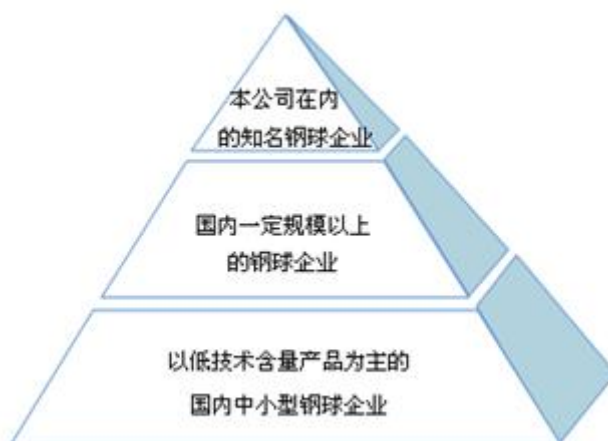 本公司在内
的知名钢球企业
国内一定规模以上
的钢球企业
以低技术含量产品为主的
国内中小型钢球企业